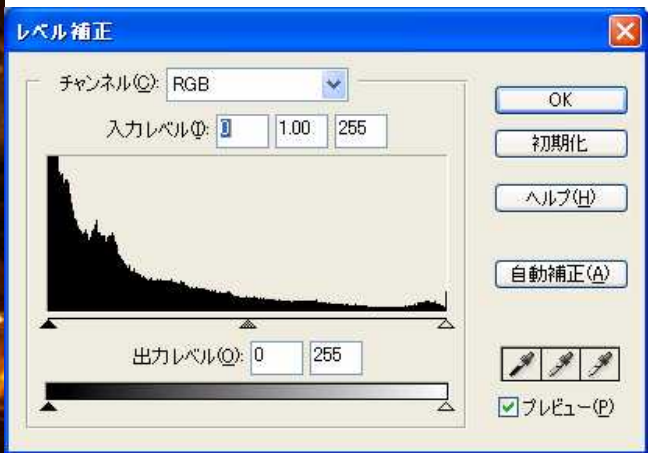 レベル補正
チャンネル(C): RGB
入力レベル(I): 0 1.00 255
出力レベル(O): 0 255
OK
初期化
ヘルプ(H)
自動補正(A)
プレビュー(P)